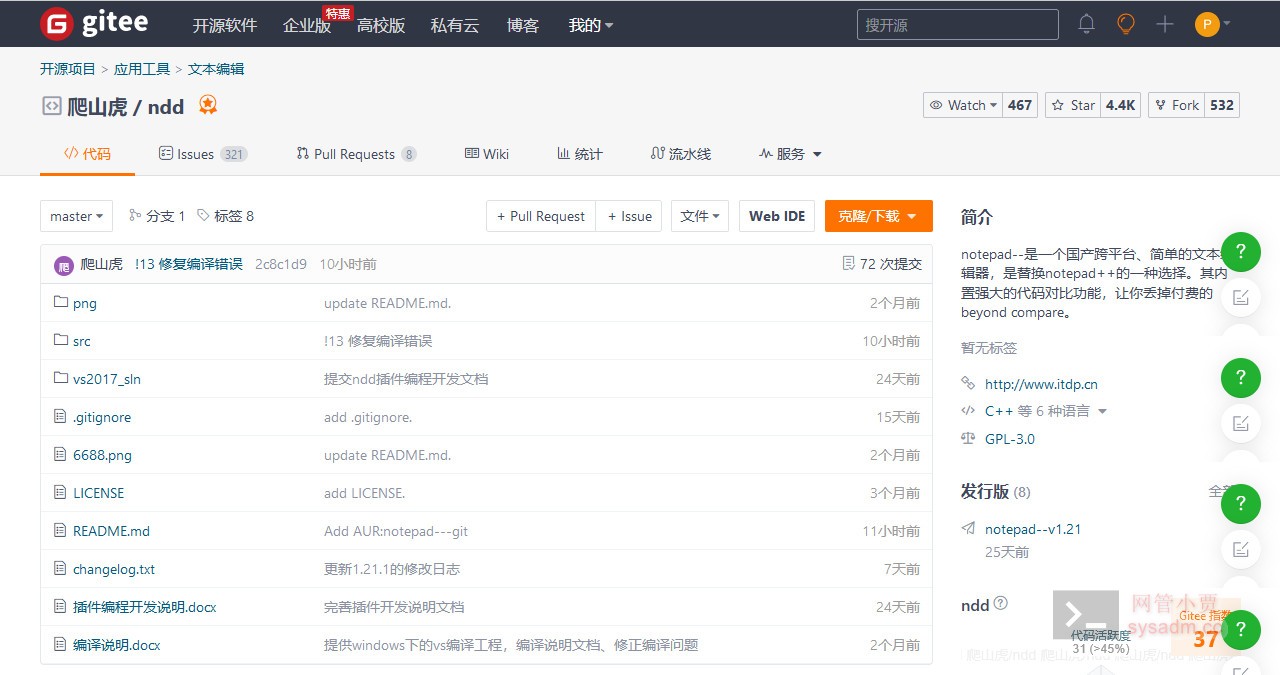 gitee 开源软件 企业版 特惠 高校版 私有云 博客 我的 搜开源 P
开源项目 > 应用工具 > 文本编辑
爬山虎 / ndd Watch 467 Star 4.4K Fork 532
代码 Issues 321 Pull Requests 8 Wiki 统计 流水线 服务
master 分支 1 标签 8 + Pull Request + Issue 文件 Web IDE 克隆/下载
爬 爬山虎 !13 修复编译错误 2c8c1d9 10小时前 72 次提交
png update README.md. 2个月前
src !13 修复编译错误 10小时前
vs2017_sln 提交ndd插件编程开发文档 24天前
.gitignore add .gitignore. 15天前
6688.png update README.md. 2个月前
LICENSE add LICENSE. 3个月前
README.md Add AUR:notepad---git 11小时前
changelog.txt 更新1.21.1的修改日志 7天前
插件编程开发说明.docx 完善插件开发说明文档 24天前
编译说明.docx 提供windows下的vs编译工程，编译说明文档、修正编译问题 2个月前
简介
notepad--是一个国产跨平台、简单的文本编
辑器，是替换notepad++的一种选择。其内
置强大的代码对比功能，让你丢掉付费的
beyond compare。
暂无标签
http://www.itdp.cn
C++ 等 6 种语言
GPL-3.0
发行版 (8) 全部
notepad--v1.21
25天前
ndd
网管小贾
sysadm.cc
Gitee 指数
37
代码活跃度
31 (>45%)
爬山虎/ndd 爬山虎/ndd 爬山虎/ndd 爬山虎